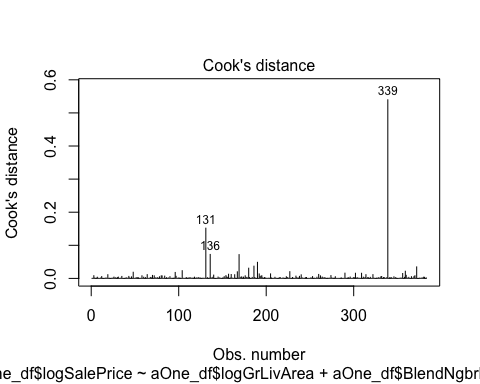 Cook's distance
0.6
0.4
0.2
0.0
Cook's distance
339
131
136
0 100 200 300
Obs. number
ne_df$logSalePrice ~ aOne_df$logGrLivArea + aOne_df$BlendNgbr